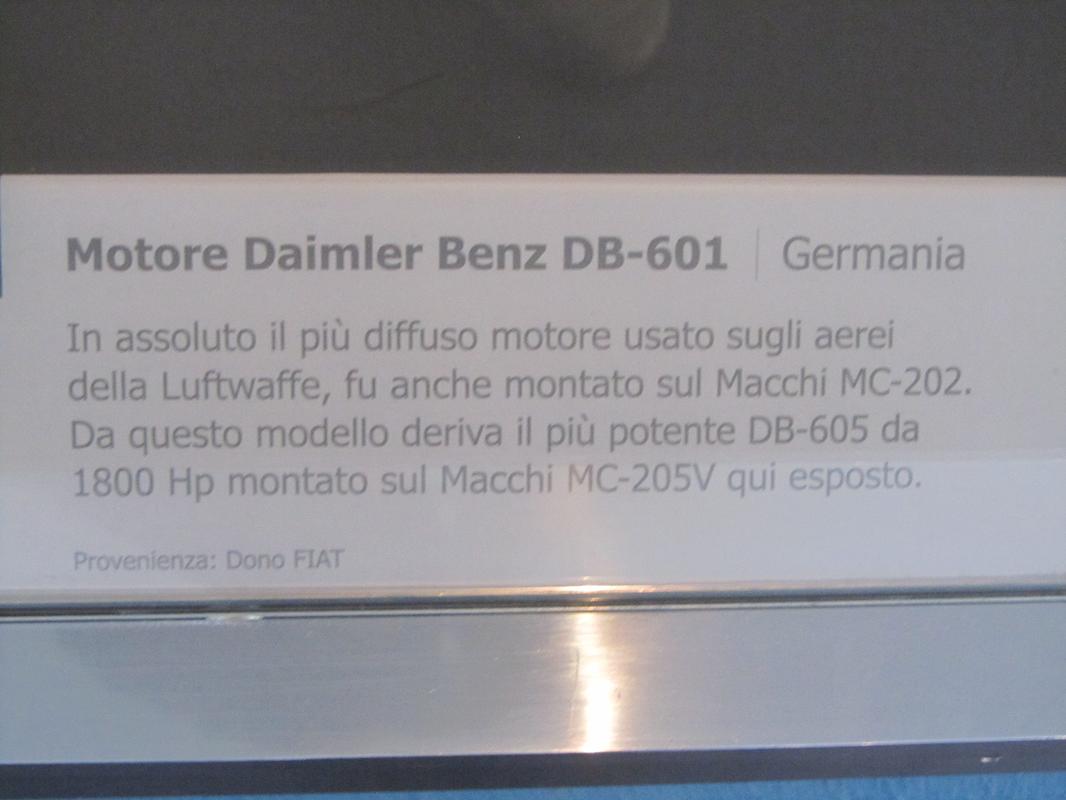 Motore Daimler Benz DB-601 | Germania
In assoluto il più diffuso motore usato sugli aerei
della Luftwaffe, fu anche montato sul Macchi MC-202.
Da questo modello deriva il più potente DB-605 da
1800 Hp montato sul Macchi MC-205V qui esposto.
Provenienza: Dono FIAT